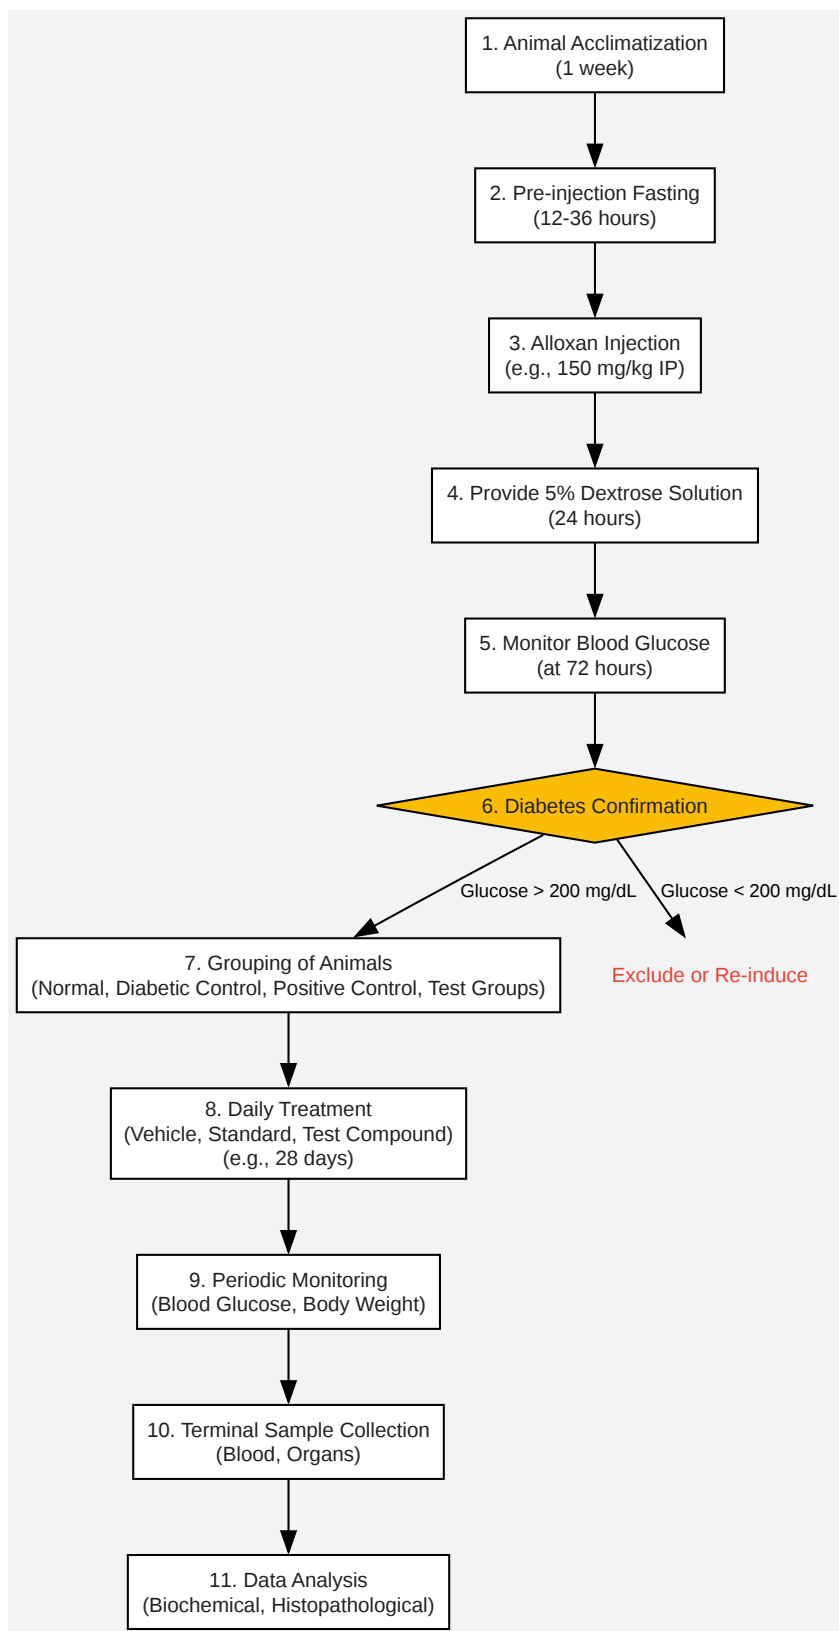 1. Animal Acclimatization
(1 week)
2. Pre-injection Fasting
(12-36 hours)
3. Alloxan Injection
(e.g., 150 mg/kg IP)
4. Provide 5% Dextrose Solution
(24 hours)
5. Monitor Blood Glucose
(at 72 hours)
6. Diabetes Confirmation
Glucose > 200 mg/dL
Glucose < 200 mg/dL
7. Grouping of Animals
(Normal, Diabetic Control, Positive Control, Test Groups)
Exclude or Re-induce
8. Daily Treatment
(Vehicle, Standard, Test Compound)
(e.g., 28 days)
9. Periodic Monitoring
(Blood Glucose, Body Weight)
10. Terminal Sample Collection
(Blood, Organs)
11. Data Analysis
(Biochemical, Histopathological)